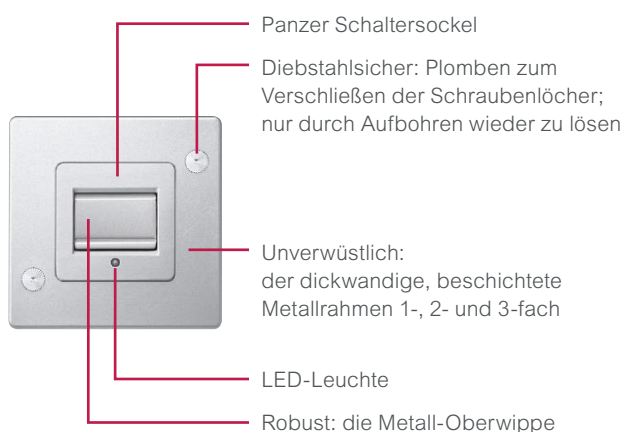 Panzer Schaltersockel
Diebstahlsicher: Plomben zum
Verschließen der Schraubenlöcher;
nur durch Aufbohren wieder zu lösen
Unverwüstlich:
der dickwandige, beschichtete
Metallrahmen 1-, 2- und 3-fach
LED-Leuchte
Robust: die Metall-Oberwippe